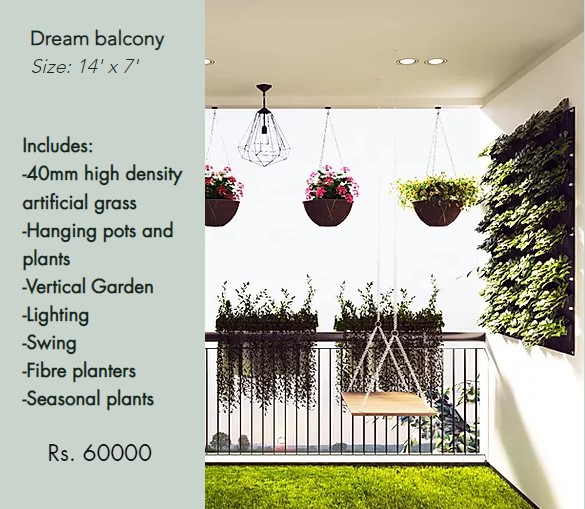 Dream balcony
Size: 14' x 7'
Includes:
-40mm high density
artificial grass
-Hanging pots and
plants
-Vertical Garden
-Lighting
-Swing
-Fibre planters
-Seasonal plants
Rs. 60000